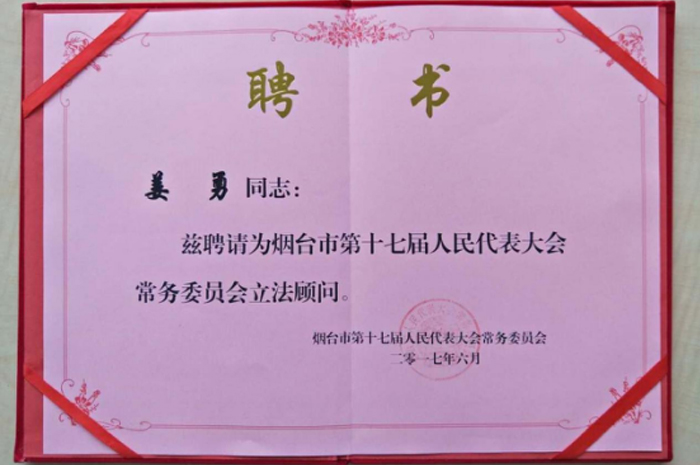 聘 书
姜 勇 同志：
兹聘请为烟台市第十七届人民代表大会
常务委员会立法顾问。
烟台市第十七届人民代表大会常务委员会
二零一七年六月